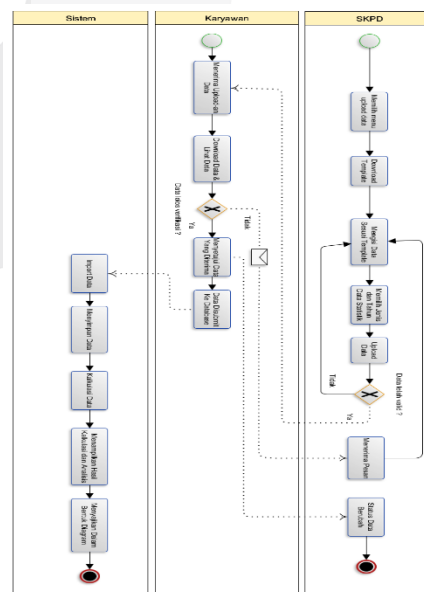 Sistem
Karyawan
SKPD
Memilih menu
upload data
Download
Template
Mengisi Data
Sesuai Template
Memilih Jenis
dan Tahun
Data Statistik
Upload
Data
Data telah valid ?
Tidak
Ya
Menerima Pesan
Status Data
Berubah
Menerima Upload-an
Data
Download Data &
Lihat Data
Data lolos verifikasi ?
Tidak
Ya
Menyetujui Data
Yang Diterima
Data Disubmit
Ke Database
Import Data
Menyimpan Data
Kalkulasi Data
Menampilkan Hasil
Kalkulasi dan Analisis
Menyajikan Dalam
Bentuk Diagram